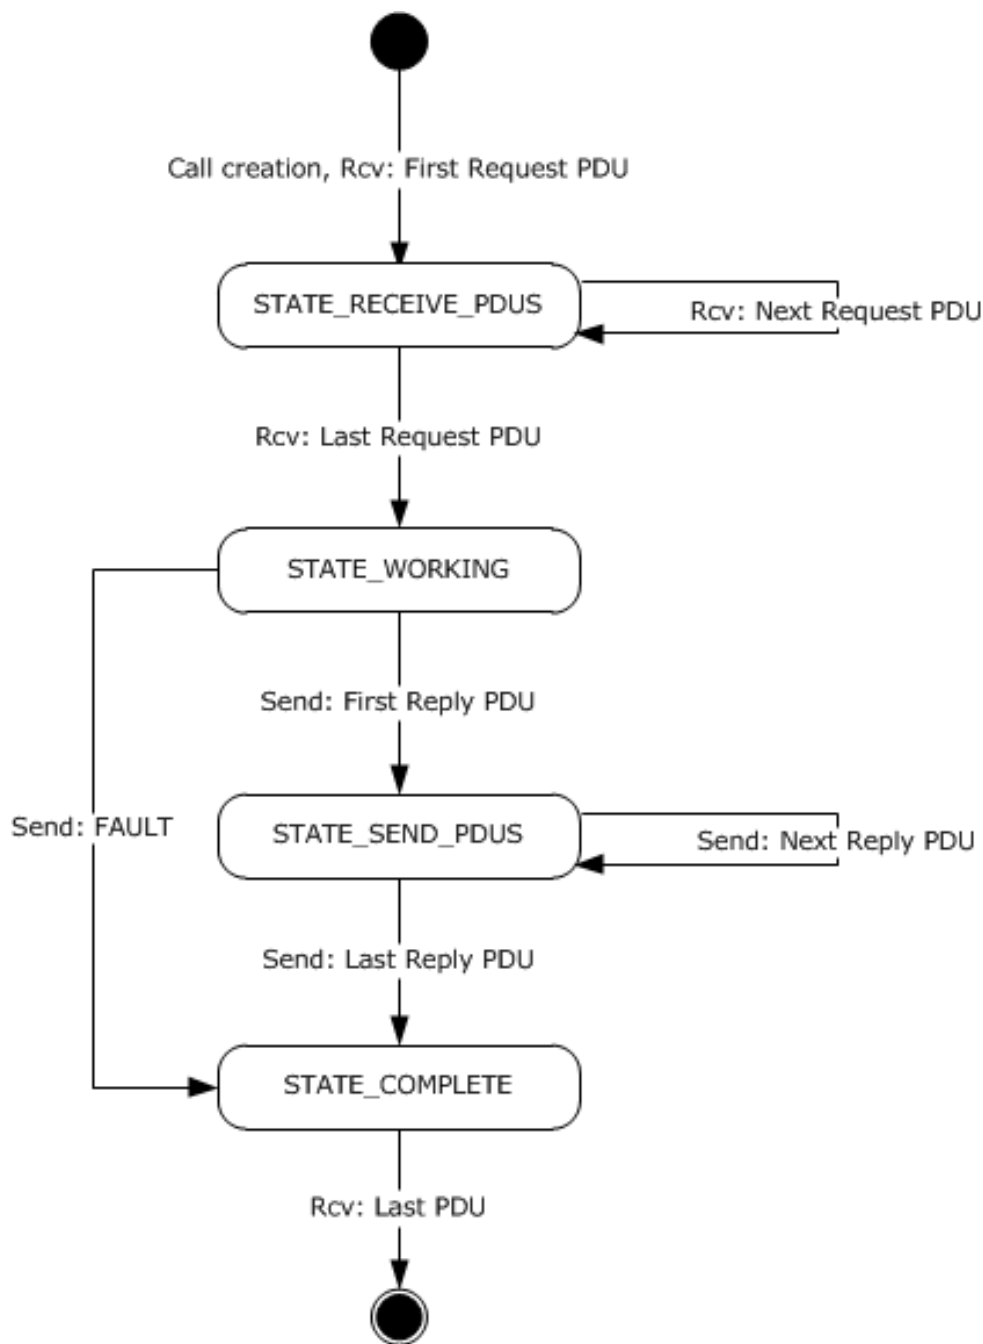 Call creation, Rcv: First Request PDU
STATE_RECEIVE_PDUS
Rcv: Next Request PDU
Rcv: Last Request PDU
STATE_WORKING
Send: First Reply PDU
Send: FAULT
STATE_SEND_PDUS
Send: Next Reply PDU
Send: Last Reply PDU
STATE_COMPLETE
Rcv: Last PDU